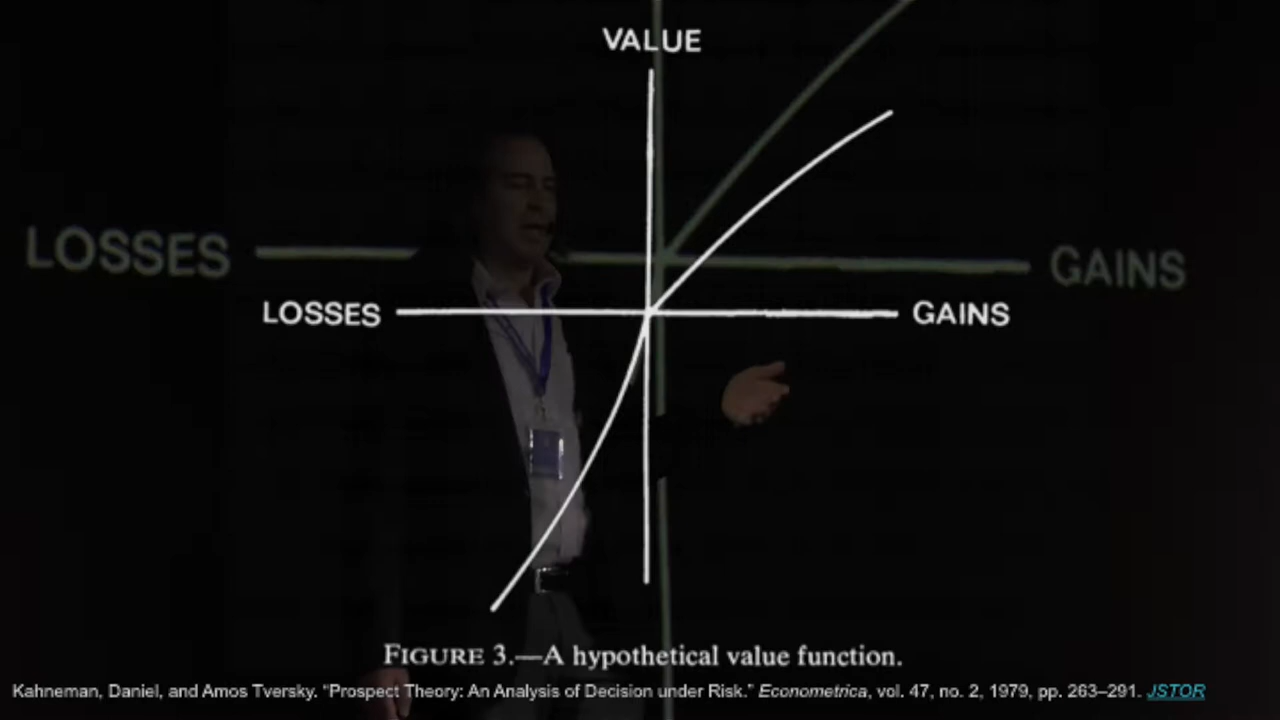 VALUE
LOSSES
GAINS
LOSSES
GAINS
FIGURE 3.—A hypothetical value function.
Kahneman, Daniel, and Amos Tversky. “Prospect Theory: An Analysis of Decision under Risk.” Econometrica, vol. 47, no. 2, 1979, pp. 263–291. JSTOR